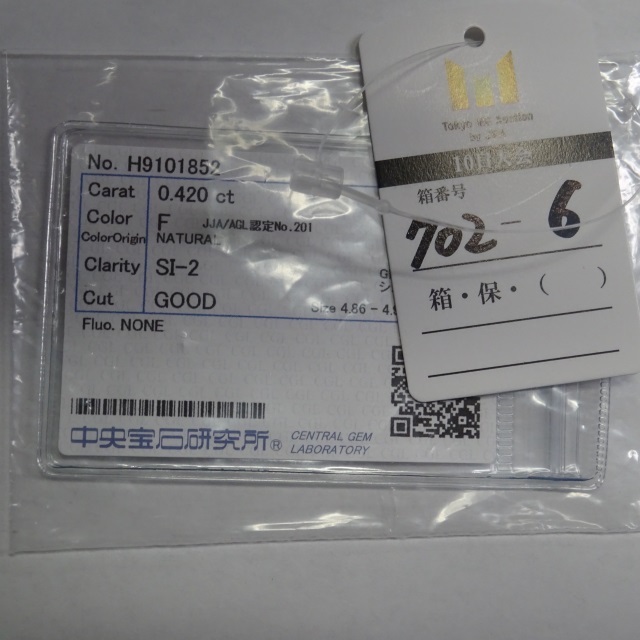 No. H9101852
Carat 0.420 ct
Color F JJA/AGL認定No.201
ColorOrigin NATURAL
Clarity SI-2
Cut GOOD
Size 4.86 -
Fluo. NONE
中央宝石研究所® CENTRAL GEM
LABORATORY
Tokyo
by
10月大会
箱番号
702-6
箱・保・( )